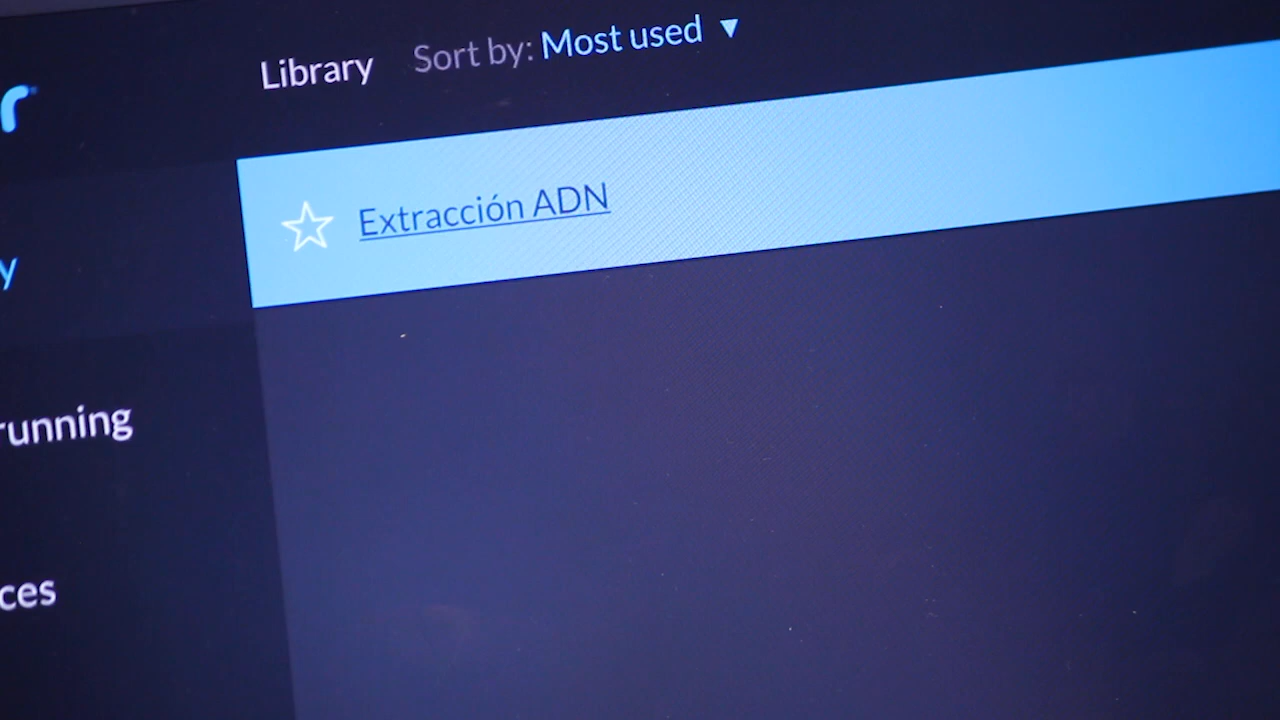 Library Sort by: Most used ▼
r
Extracción ADN
y
running
ces